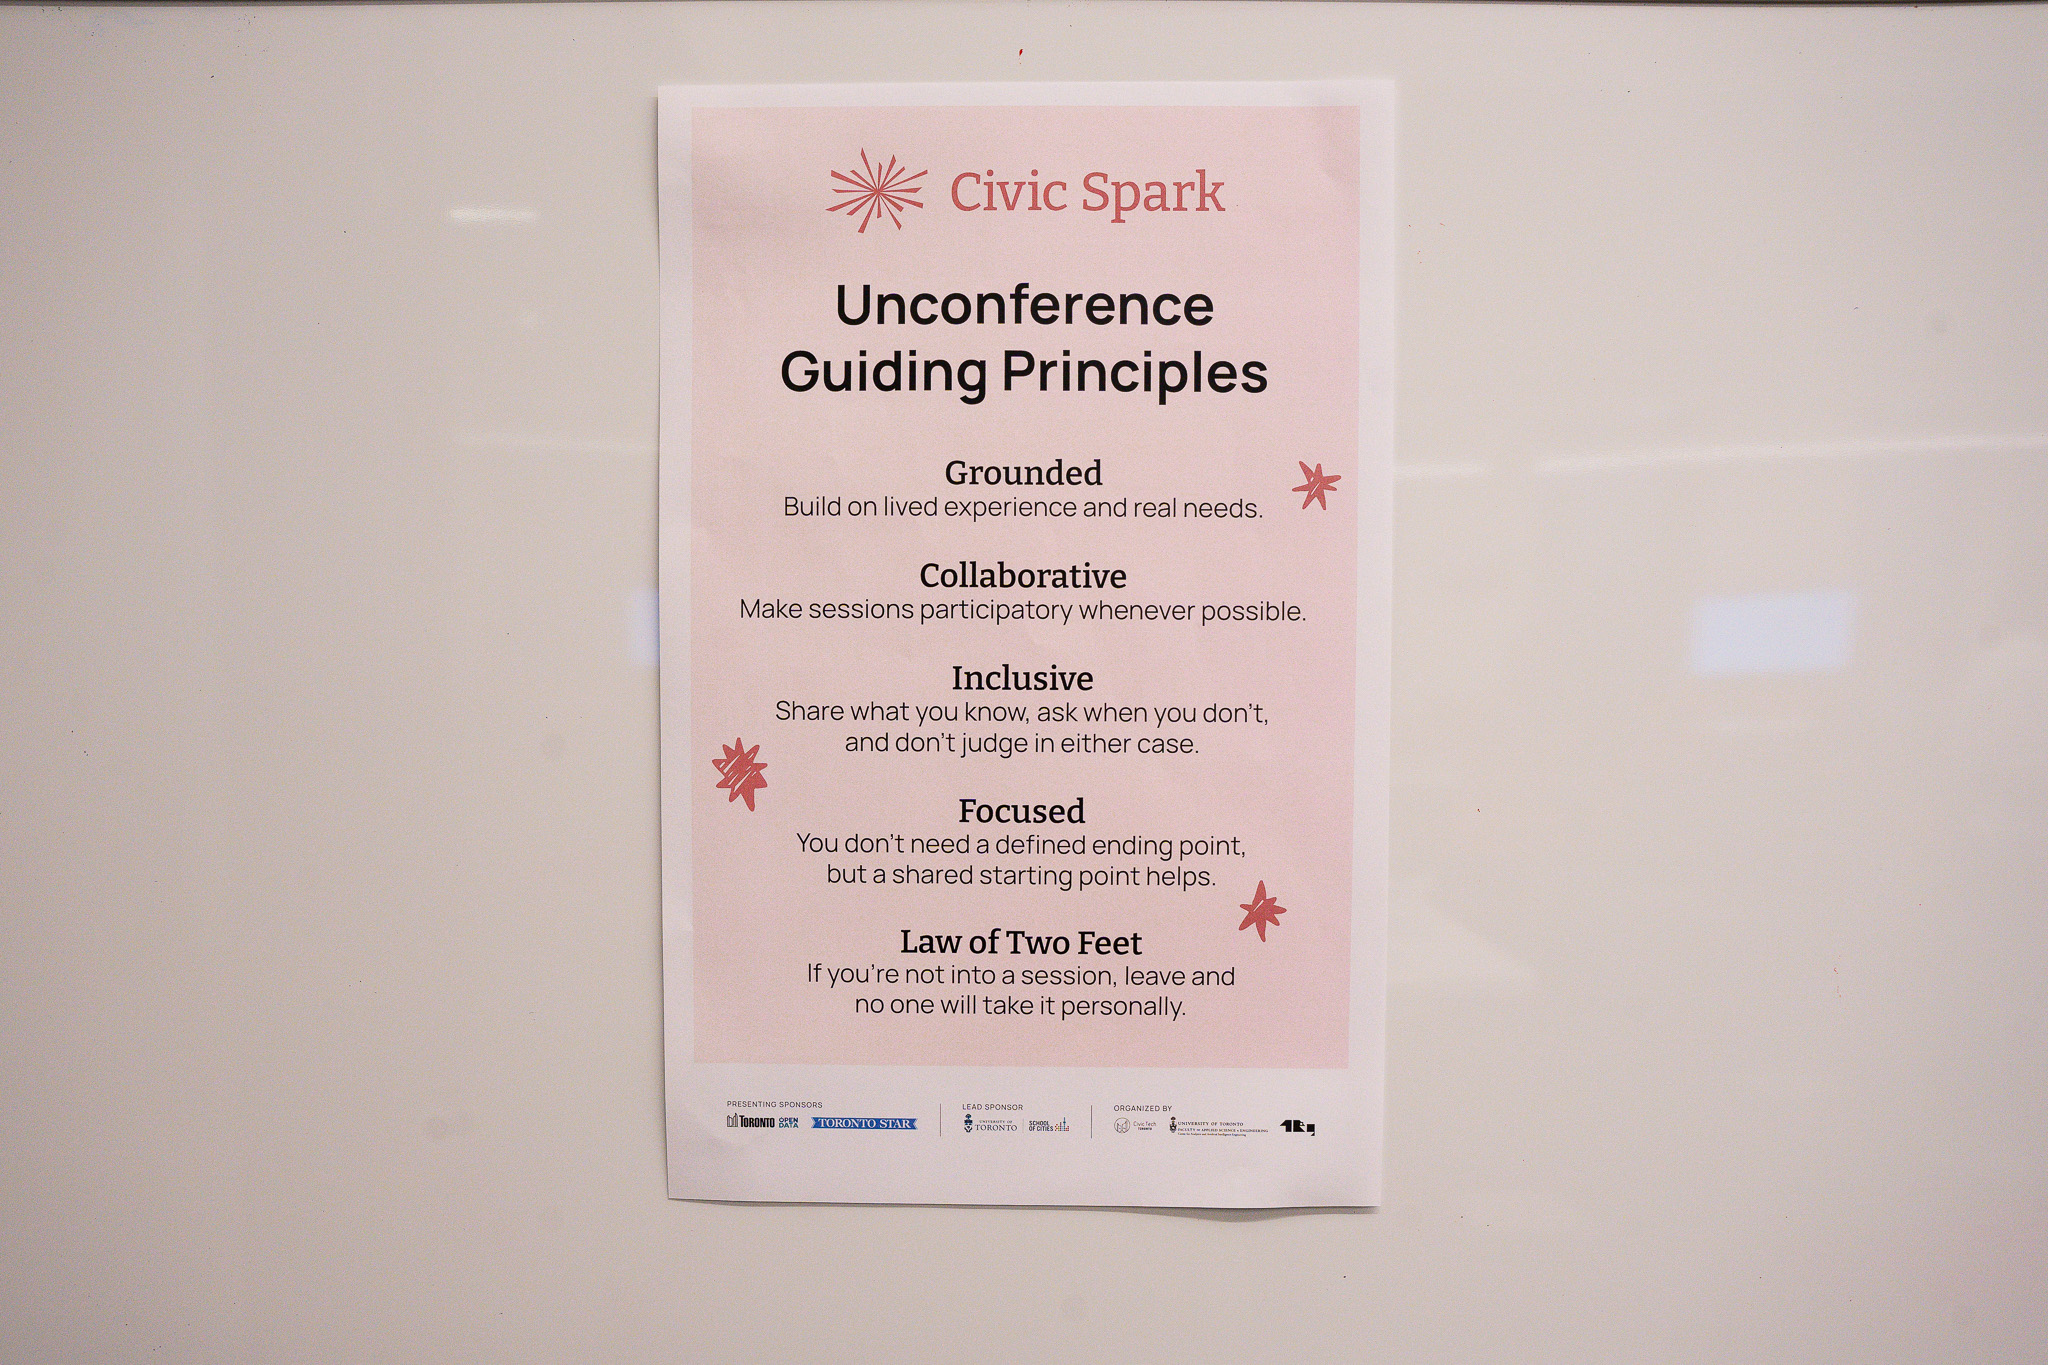 Civic Spark
Unconference
Guiding Principles
Grounded
Build on lived experience and real needs.
Collaborative
Make sessions participatory whenever possible.
Inclusive
Share what you know, ask when you don't,
and don't judge in either case.
Focused
You don't need a defined ending point,
but a shared starting point helps.
Law of Two Feet
If you're not into a session, leave and
no one will take it personally.
PRESENTING SPONSORS
TORONTO OPEN DATA
TORONTO STAR
LEAD SPONSOR
UNIVERSITY OF
TORONTO
SCHOOL
OF CITIES
ORGANIZED BY
Civic Tech
TORONTO
UNIVERSITY OF TORONTO
FACULTY OF APPLIED SCIENCE & ENGINEERING